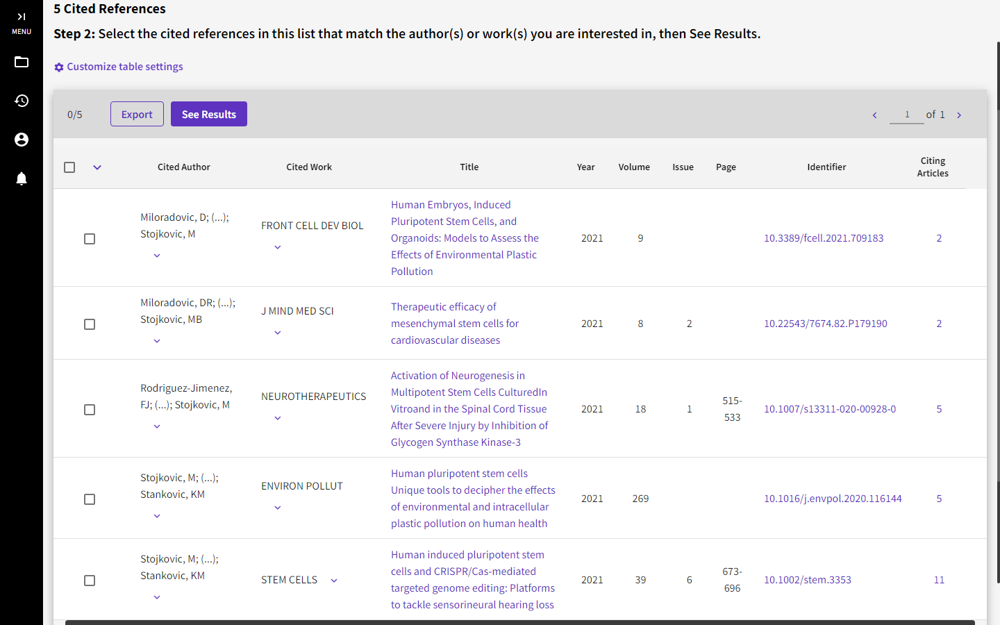 MENU
5 Cited References
Step 2: Select the cited references in this list that match the author(s) or work(s) you are interested in, then See Results.
Customize table settings
0/5
Export
See Results
1
of 1
Cited Author
Cited Work
Title
Year
Volume
Issue
Page
Identifier
Citing
Articles
Miloradovic, D; (...);
Stojkovic, M
FRONT CELL DEV BIOL
Human Embryos, Induced
Pluripotent Stem Cells, and
Organoids: Models to Assess the
Effects of Environmental Plastic
Pollution
2021
9
10.3389/fcell.2021.709183
2
Miloradovic, DR; (...);
Stojkovic, MB
J MIND MED SCI
Therapeutic efficacy of
mesenchymal stem cells for
cardiovascular diseases
2021
8
2
10.22543/7674.82.P179190
2
Rodriguez-Jimenez,
FJ; (...); Stojkovic, M
NEUROTHERAPEUTICS
Activation of Neurogenesis in
Multipotent Stem Cells CulturedIn
Vitroand in the Spinal Cord Tissue
After Severe Injury by Inhibition of
Glycogen Synthase Kinase-3
2021
18
1
515-
533
10.1007/s13311-020-00928-0
5
Stojkovic, M; (...);
Stankovic, KM
ENVIRON POLLUT
Human pluripotent stem cells
Unique tools to decipher the effects
of environmental and intracellular
plastic pollution on human health
2021
269
10.1016/j.envpol.2020.116144
5
Stojkovic, M; (...);
Stankovic, KM
STEM CELLS
Human induced pluripotent stem
cells and CRISPR/Cas-mediated
targeted genome editing: Platforms
to tackle sensorineural hearing loss
2021
39
6
673-
696
10.1002/stem.3353
11